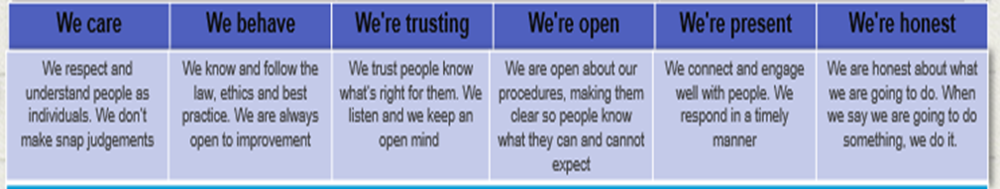 We care
We respect and
understand people as
individuals. We don't
make snap judgements
We behave
We know and follow the
law, ethics and best
practice. We are always
open to improvement
We're trusting
We trust people know
what's right for them. We
listen and we keep an
open mind
We're open
We are open about our
procedures, making them
clear so people know
what they can and cannot
expect
We're present
We connect and engage
well with people. We
respond in a timely
manner
We're honest
We are honest about what
we are going to do. When
we say we are going to do
something, we do it.